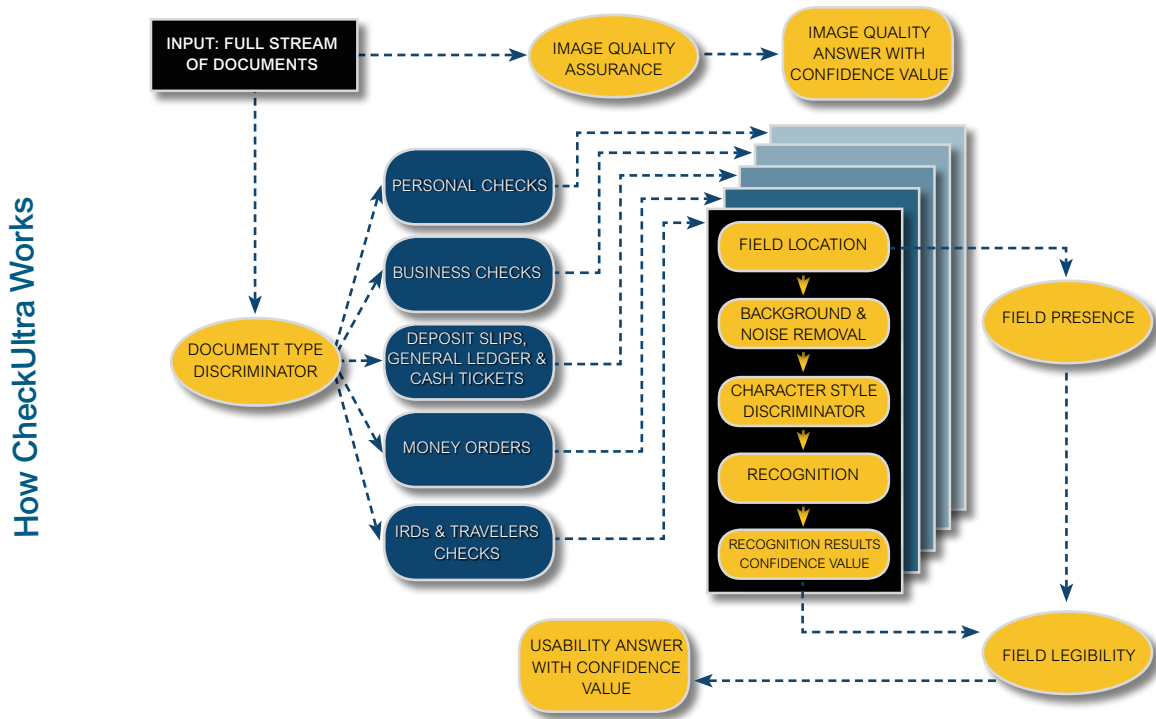 How CheckUltra Works
INPUT: FULL STREAM
OF DOCUMENTS
IMAGE QUALITY
ASSURANCE
IMAGE QUALITY
ANSWER WITH
CONFIDENCE VALUE
DOCUMENT TYPE
DISCRIMINATOR
PERSONAL CHECKS
BUSINESS CHECKS
DEPOSIT SLIPS,
GENERAL LEDGER &
CASH TICKETS
MONEY ORDERS
IRDs & TRAVELERS
CHECKS
FIELD LOCATION
BACKGROUND &
NOISE REMOVAL
CHARACTER STYLE
DISCRIMINATOR
RECOGNITION
RECOGNITION RESULTS
CONFIDENCE VALUE
FIELD PRESENCE
FIELD LEGIBILITY
USABILITY ANSWER
WITH CONFIDENCE
VALUE